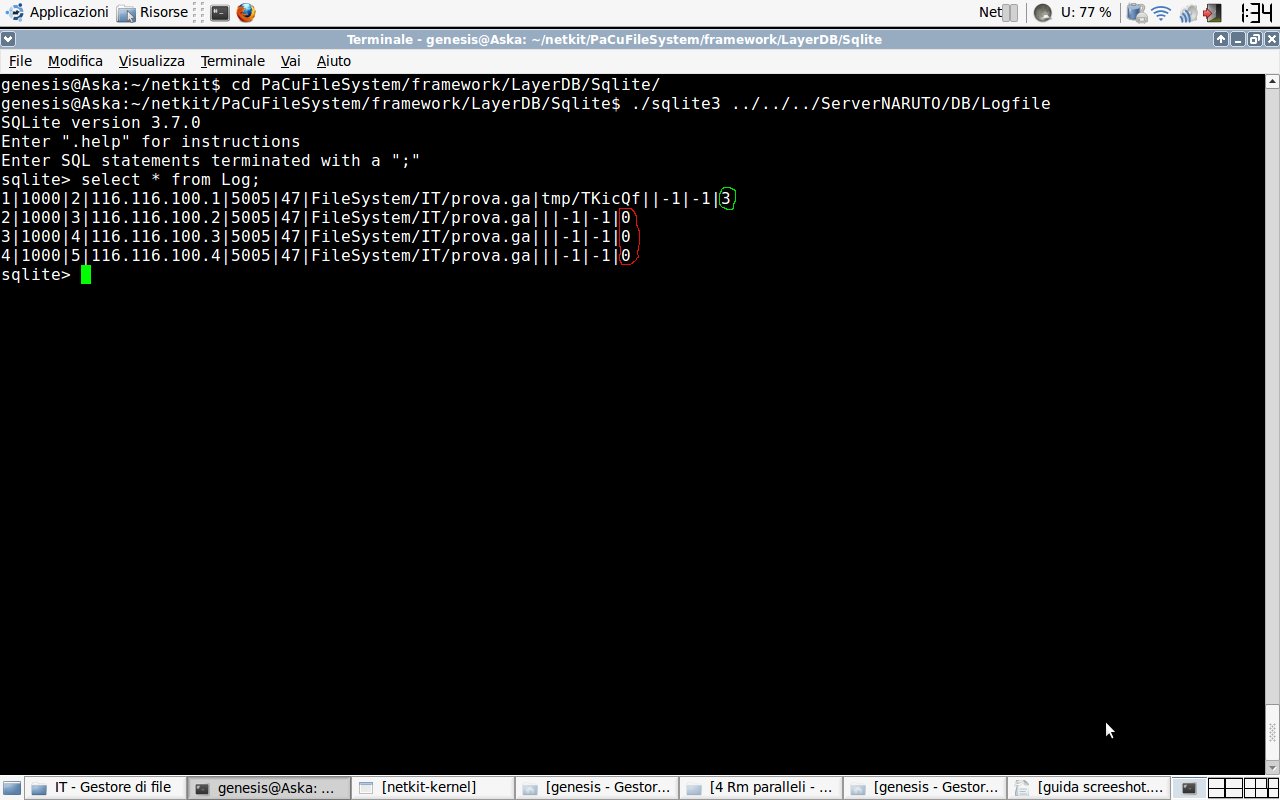 Applicazioni Risorse Net U: 77 % 1:34
Terminale - genesis@Aska: ~/netkit/PaCuFileSystem/framework/LayerDB/Sqlite
File Modifica Visualizza Terminale Vai Aiuto
genesis@Aska:~/netkit$ cd PaCuFileSystem/framework/LayerDB/Sqlite/
genesis@Aska:~/netkit/PaCuFileSystem/framework/LayerDB/Sqlite$ ./sqlite3 ../../../ServerNARUTO/DB/Logfile
SQLite version 3.7.0
Enter ".help" for instructions
Enter SQL statements terminated with a ";"
sqlite> select * from Log;
1|1000|2|116.116.100.1|5005|47|FileSystem/IT/prova.ga|tmp/TKicQf||-1|-1|3
2|1000|3|116.116.100.2|5005|47|FileSystem/IT/prova.ga|||-1|-1|0
3|1000|4|116.116.100.3|5005|47|FileSystem/IT/prova.ga|||-1|-1|0
4|1000|5|116.116.100.4|5005|47|FileSystem/IT/prova.ga|||-1|-1|0
sqlite>
IT - Gestore di file genesis@Aska: ... [netkit-kernel] [genesis - Gestor... [4 Rm paralleli - ... [genesis - Gestor... [guida screeshot....